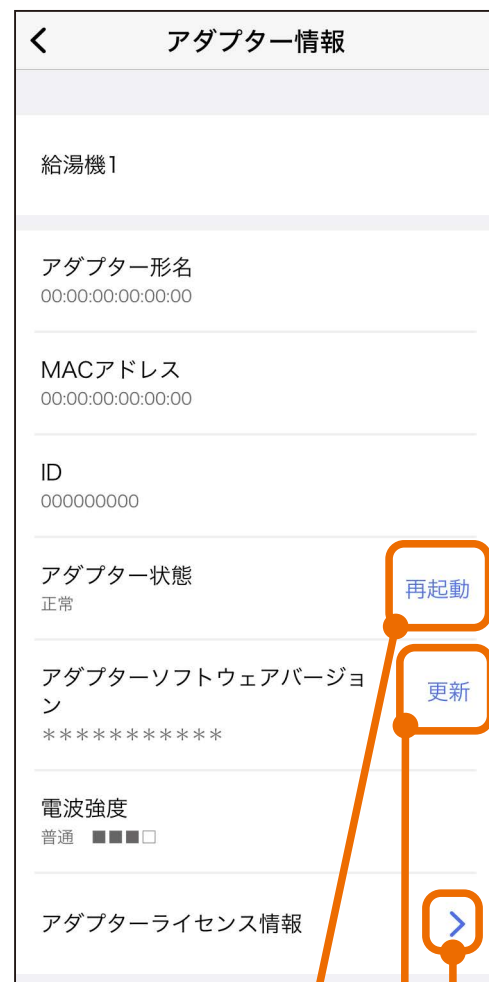 アダプター情報
給湯機1
アダプター形名
00:00:00:00:00:00
MACアドレス
00:00:00:00:00:00
ID
000000000
アダプター状態
正常
再起動
アダプターソフトウェアバージョ
ン
***********
更新
電波強度
普通 ■■■□
アダプターライセンス情報